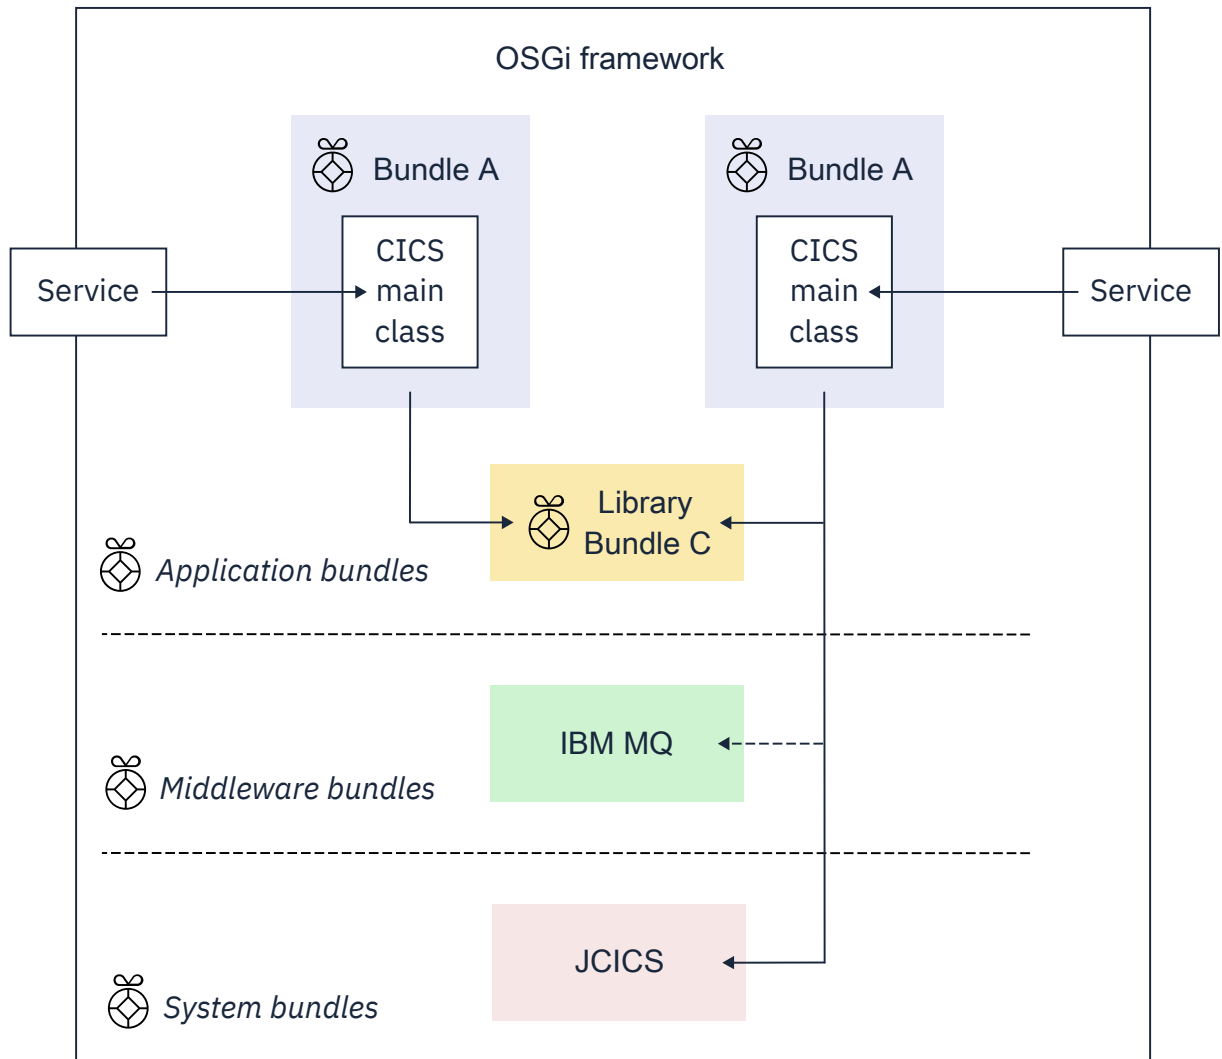 OSGi framework
Bundle A
Bundle A
CICS
main
class
CICS
main
class
Service
Service
Library
Bundle C
Application bundles
IBM MQ
Middleware bundles
JCICS
System bundles